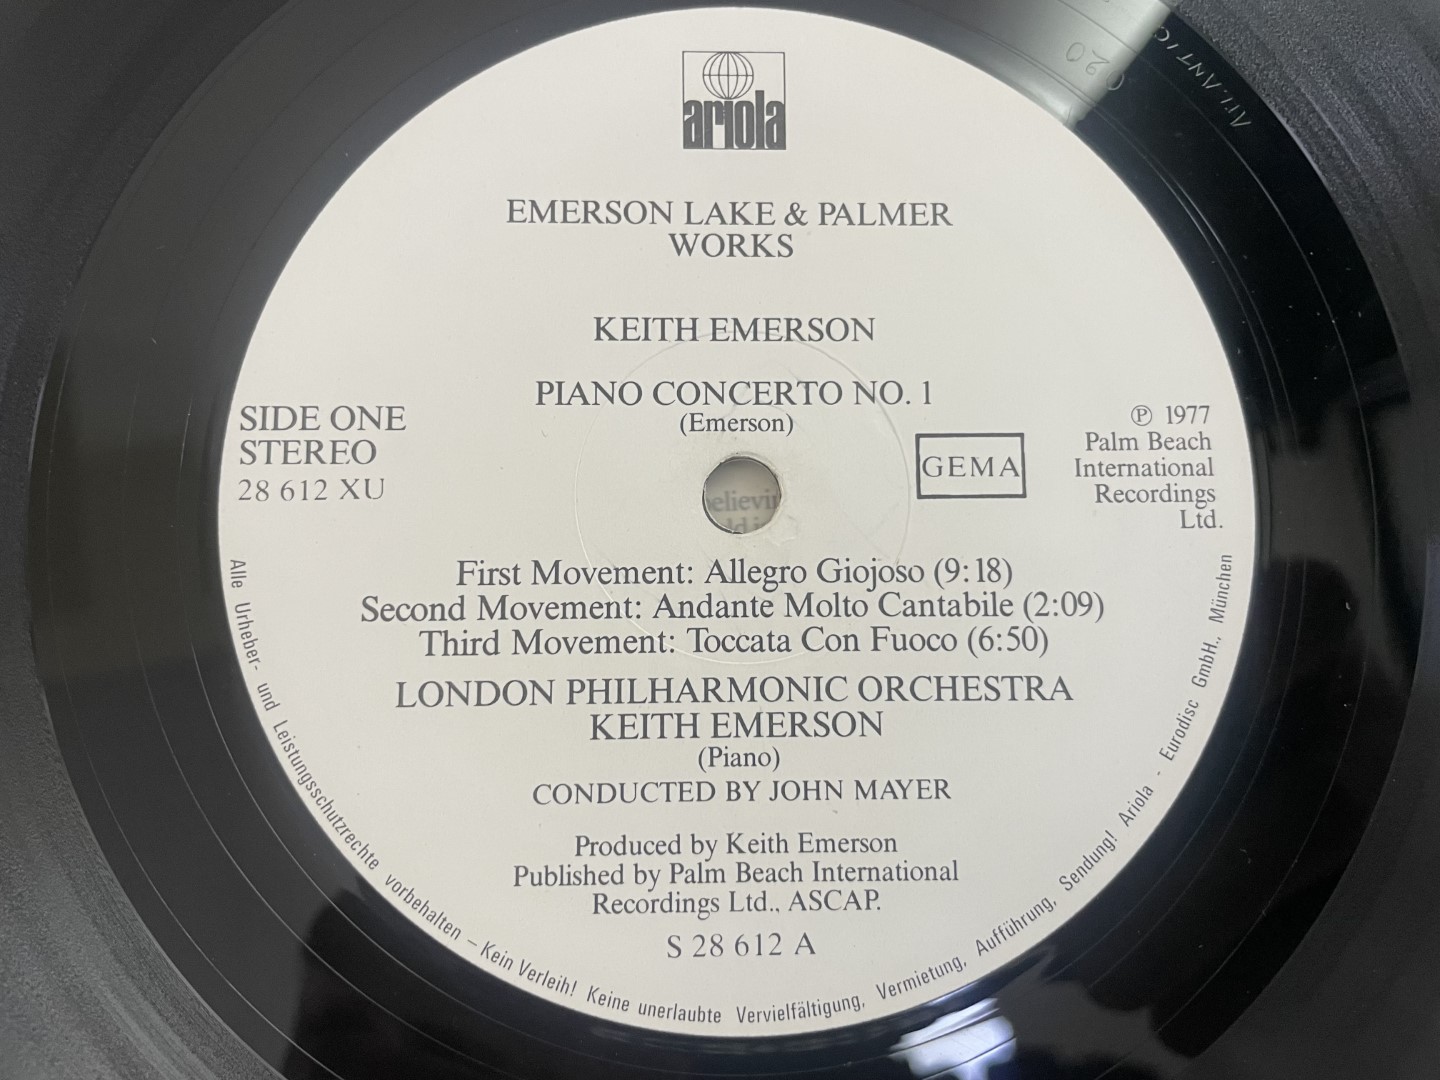 ariola
EMERSON LAKE & PALMER
WORKS
KEITH EMERSON
PIANO CONCERTO NO. 1
(Emerson)
SIDE ONE
STEREO
28 612 XU
GEMA
℗ 1977
Palm Beach
International
Recordings
Ltd.
First Movement: Allegro Giojoso (9:18)
Second Movement: Andante Molto Cantabile (2:09)
Third Movement: Toccata Con Fuoco (6:50)
LONDON PHILHARMONIC ORCHESTRA
KEITH EMERSON
(Piano)
CONDUCTED BY JOHN MAYER
Produced by Keith Emerson
Published by Palm Beach International
Recordings Ltd., ASCAP.
S 28 612 A
Alle Urheber- und Leistungsschutzrechte vorbehalten – Kein Verleih! Keine unerlaubte Vervielfältigung, Vermietung, Aufführung, Sendung! Ariola - Eurodisc GmbH., München